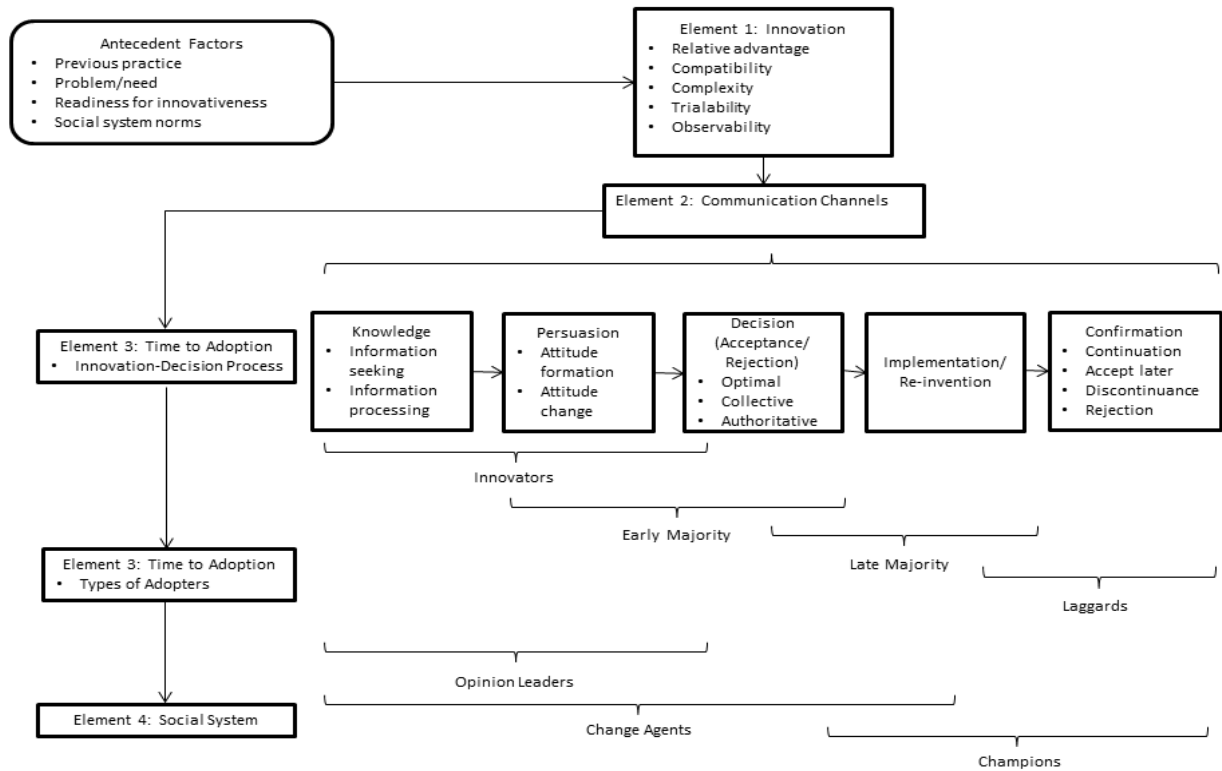 Antecedent Factors
• Previous practice
• Problem/need
• Readiness for innovativeness
• Social system norms
Element 1: Innovation
• Relative advantage
• Compatibility
• Complexity
• Trialability
• Observability
Element 2: Communication Channels
Element 3: Time to Adoption
• Innovation-Decision Process
Knowledge
• Information
seeking
• Information
processing
Persuasion
• Attitude
formation
• Attitude
change
Decision
(Acceptance/
Rejection)
• Optimal
• Collective
• Authoritative
Implementation/
Re-invention
Confirmation
• Continuation
• Accept later
• Discontinuance
• Rejection
Innovators
Early Majority
Late Majority
Laggards
Element 3: Time to Adoption
• Types of Adopters
Opinion Leaders
Element 4: Social System
Change Agents
Champions